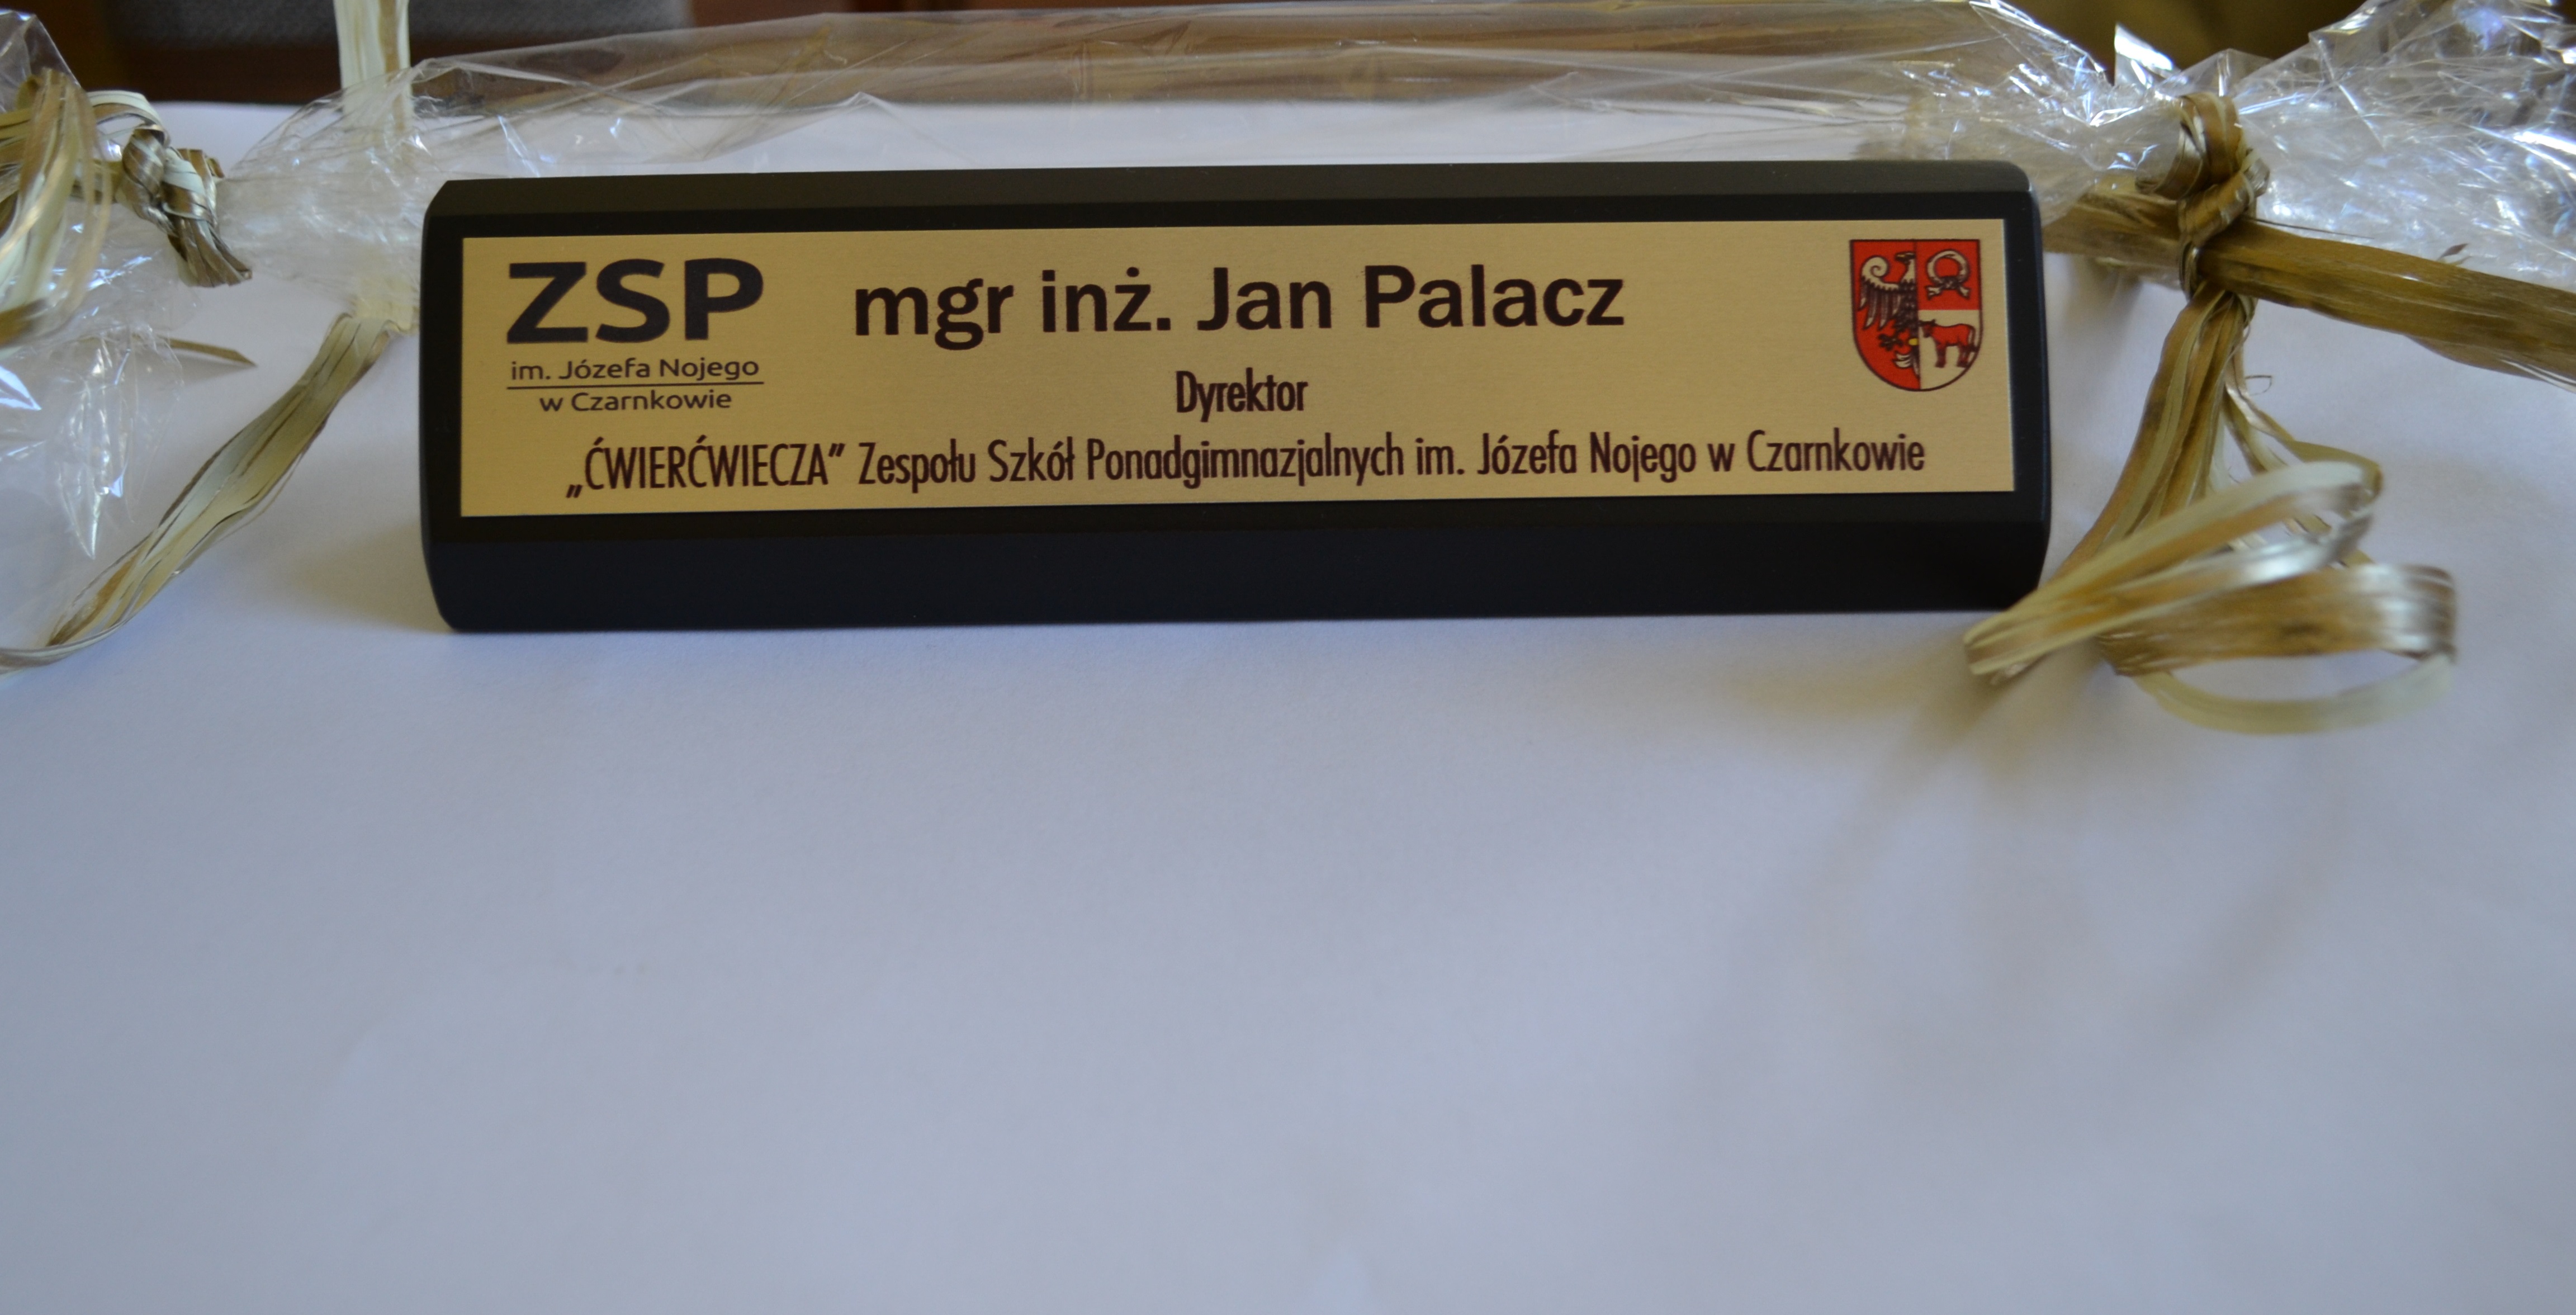 ZSP
im. Józefa Nojego
w Czarnkowie
mgr inż. Jan Palacz
Dyrektor
„ĆWIERĆWIECZA” Zespołu Szkół Ponadgimnazjalnych im. Józefa Nojego w Czarnkowie